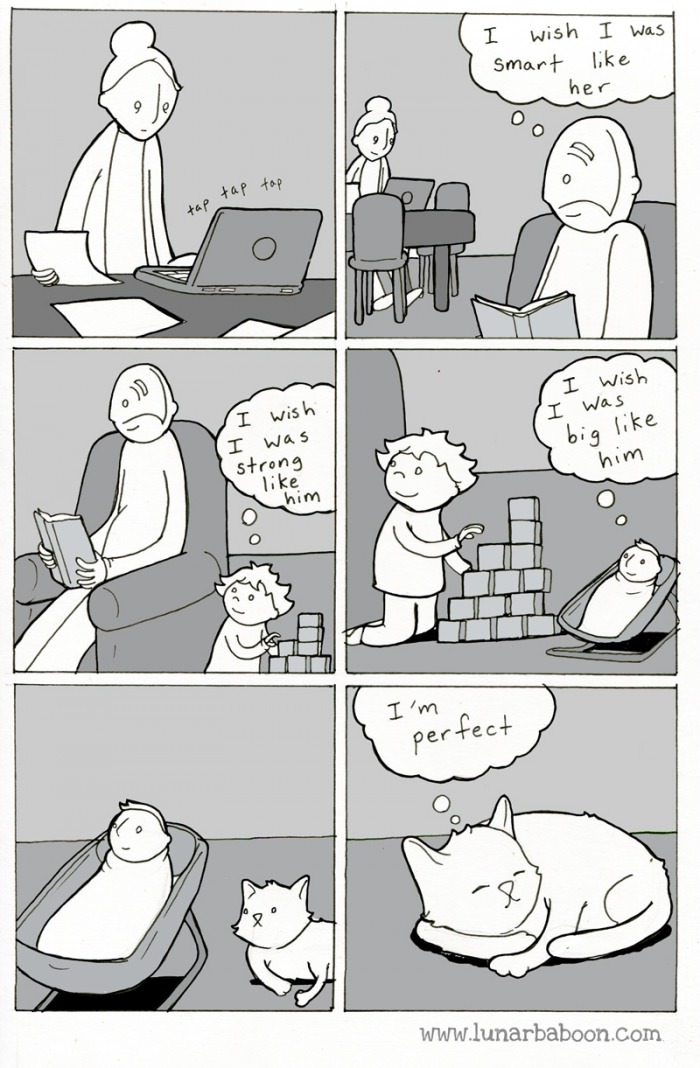 tap tap tap
I wish I was
smart like
her
I wish
I was
strong
like
him
I wish
I was
big like
him
I'm
perfect
www.lunarbaboon.com